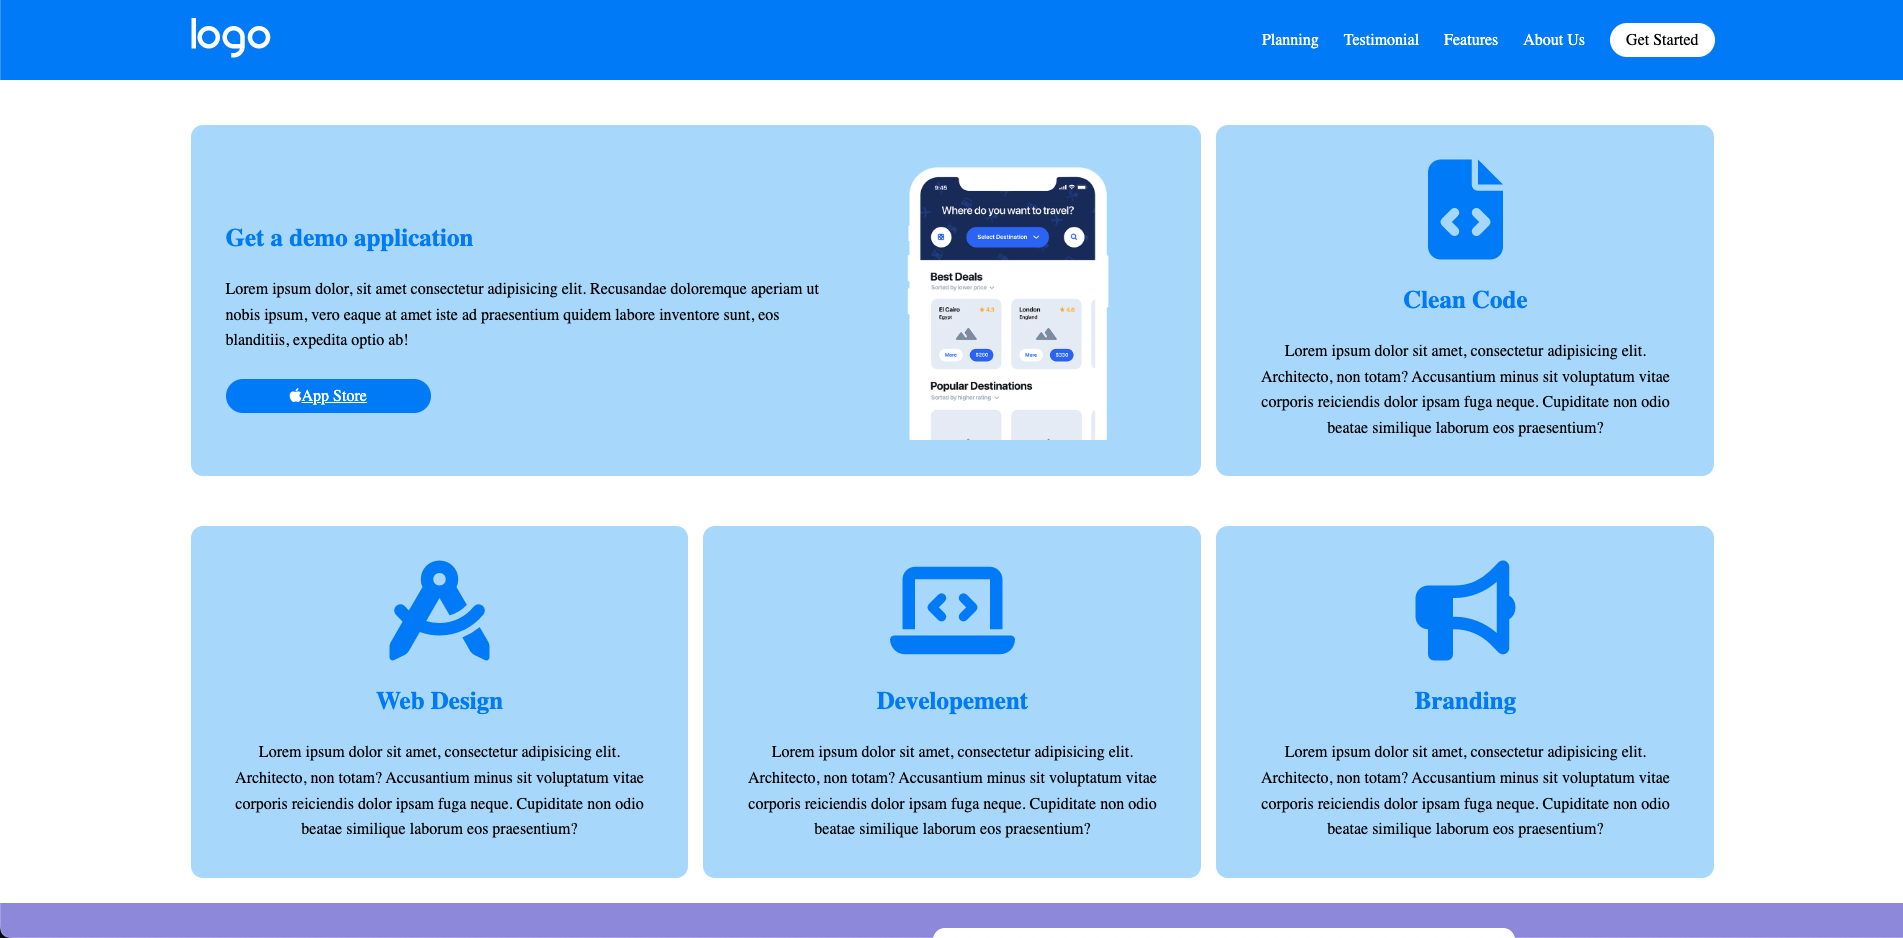 logo
Planning
Testimonial
Features
About Us
Get Started
Get a demo application
Lorem ipsum dolor, sit amet consectetur adipisicing elit. Recusandae doloremque aperiam ut
nobis ipsum, vero eaque at amet iste ad praesentium quidem labore inventore sunt, eos
blanditiis, expedita optio ab!
App Store
9:45
Where do you want to travel?
Select Destination
Best Deals
Sorted by lower price
El Cairo
4.5
Egypt
More
$200
London
4.8
England
More
$330
Popular Destinations
Sorted by higher rating
Clean Code
Lorem ipsum dolor sit amet, consectetur adipisicing elit.
Architecto, non totam? Accusantium minus sit voluptatum vitae
corporis reiciendis dolor ipsam fuga neque. Cupiditate non odio
beatae similique laborum eos praesentium?
Web Design
Lorem ipsum dolor sit amet, consectetur adipisicing elit.
Architecto, non totam? Accusantium minus sit voluptatum vitae
corporis reiciendis dolor ipsam fuga neque. Cupiditate non odio
beatae similique laborum eos praesentium?
Developement
Lorem ipsum dolor sit amet, consectetur adipisicing elit.
Architecto, non totam? Accusantium minus sit voluptatum vitae
corporis reiciendis dolor ipsam fuga neque. Cupiditate non odio
beatae similique laborum eos praesentium?
Branding
Lorem ipsum dolor sit amet, consectetur adipisicing elit.
Architecto, non totam? Accusantium minus sit voluptatum vitae
corporis reiciendis dolor ipsam fuga neque. Cupiditate non odio
beatae similique laborum eos praesentium?